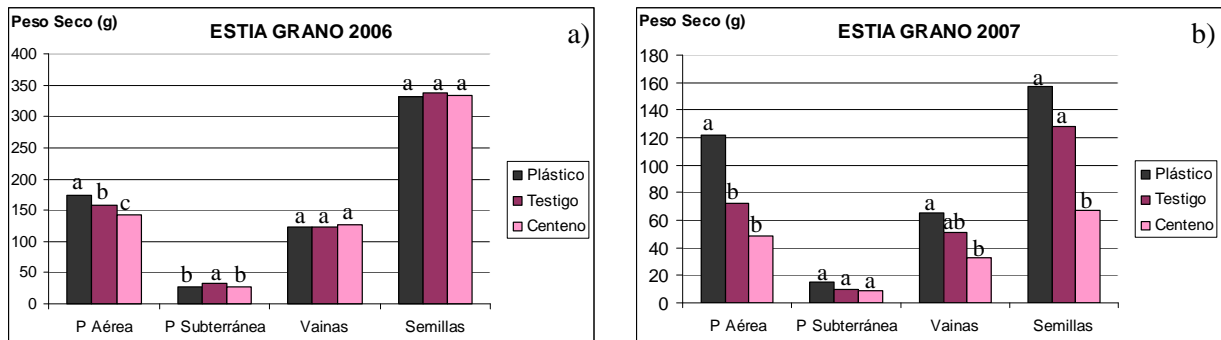 Peso Seco (g)
ESTIA GRANO 2006
a)
400
350
300
250
200
150
100
50
0
a b c
b a b
a a a
a a a
P Aérea P Subterránea Vainas Semillas
Plástico
Testigo
Centeno
Peso Seco (g)
ESTIA GRANO 2007
b)
180
160
140
120
100
80
60
40
20
0
a b b
a a a
a ab b
a a b
P Aérea P Subterránea Vainas Semillas
Plástico
Testigo
Centeno